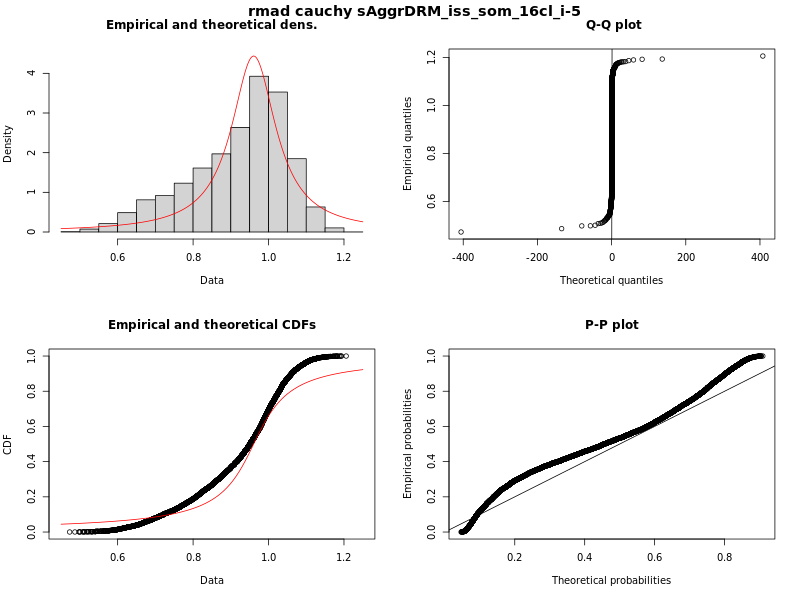 rmad cauchy sAggrDRM_iss_som_16cl_i-5
Empirical and theoretical dens.
Density
0 1 2 3 4
0.6 0.8 1.0 1.2
Data
Q-Q plot
Empirical quantiles
0.6 0.8 1.0 1.2
-400 -200 0 200 400
Theoretical quantiles
Empirical and theoretical CDFs
CDF
0.0 0.2 0.4 0.6 0.8 1.0
0.6 0.8 1.0 1.2
Data
P-P plot
Empirical probabilities
0.0 0.2 0.4 0.6 0.8 1.0
0.2 0.4 0.6 0.8
Theoretical probabilities